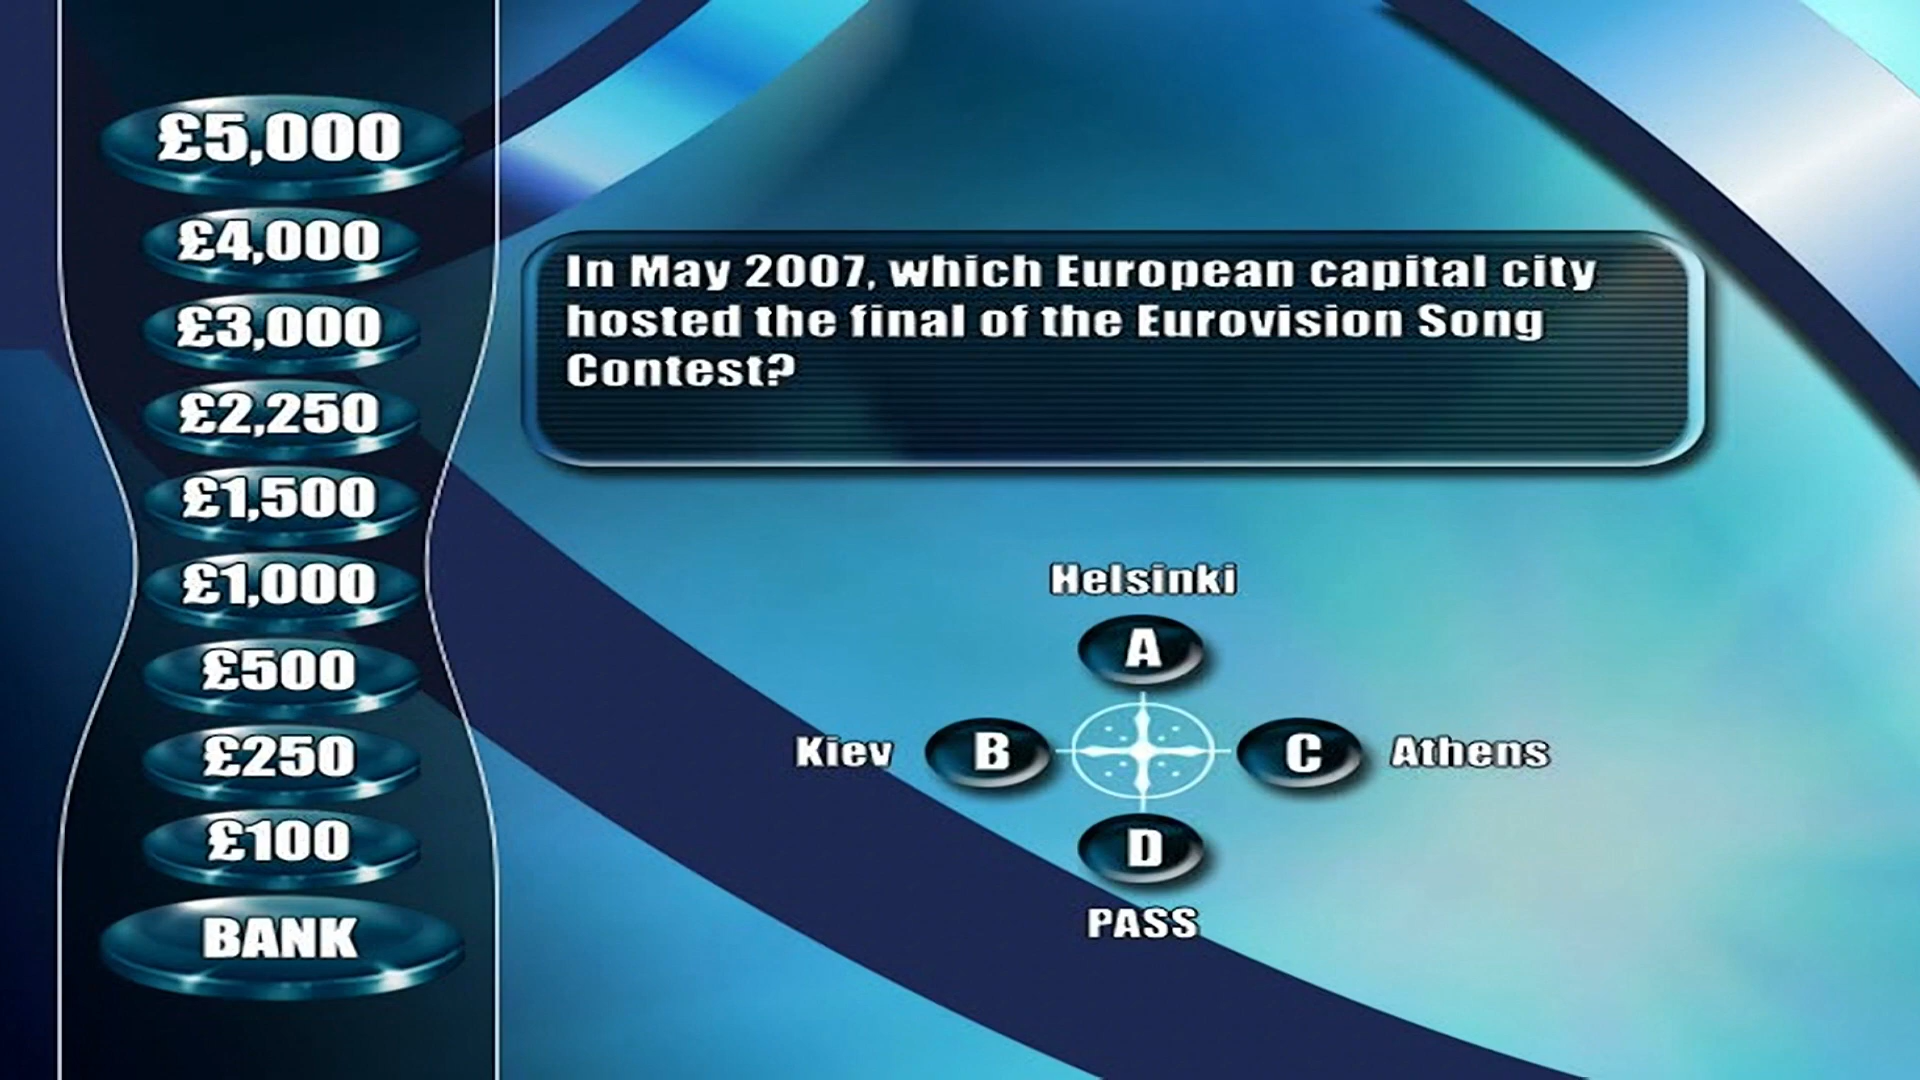 £5,000
£4,000
£3,000
£2,250
£1,500
£1,000
£500
£250
£100
BANK
In May 2007, which European capital city
hosted the final of the Eurovision Song
Contest?
Helsinki
A
Kiev
B
C
Athens
D
PASS